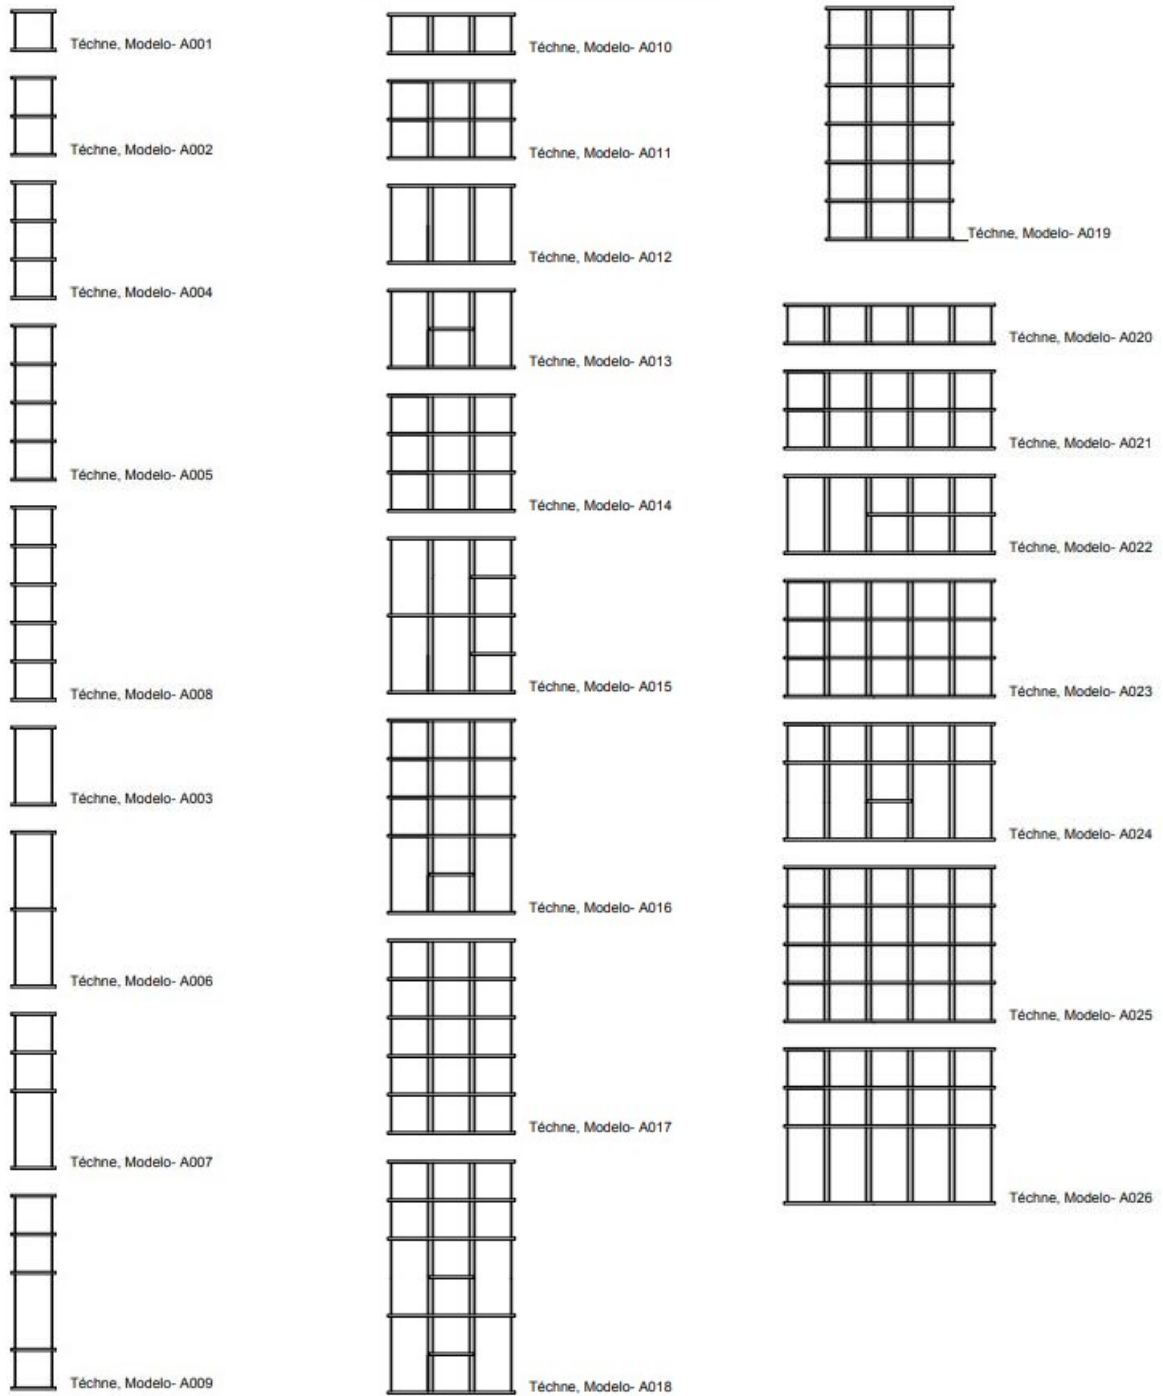 Téchne, Modelo- A001
Téchne, Modelo- A002
Téchne, Modelo- A004
Téchne, Modelo- A005
Téchne, Modelo- A008
Téchne, Modelo- A003
Téchne, Modelo- A006
Téchne, Modelo- A007
Téchne, Modelo- A009
Téchne, Modelo- A010
Téchne, Modelo- A011
Téchne, Modelo- A012
Téchne, Modelo- A013
Téchne, Modelo- A014
Téchne, Modelo- A015
Téchne, Modelo- A016
Téchne, Modelo- A017
Téchne, Modelo- A018
Téchne, Modelo- A019
Téchne, Modelo- A020
Téchne, Modelo- A021
Téchne, Modelo- A022
Téchne, Modelo- A023
Téchne, Modelo- A024
Téchne, Modelo- A025
Téchne, Modelo- A026